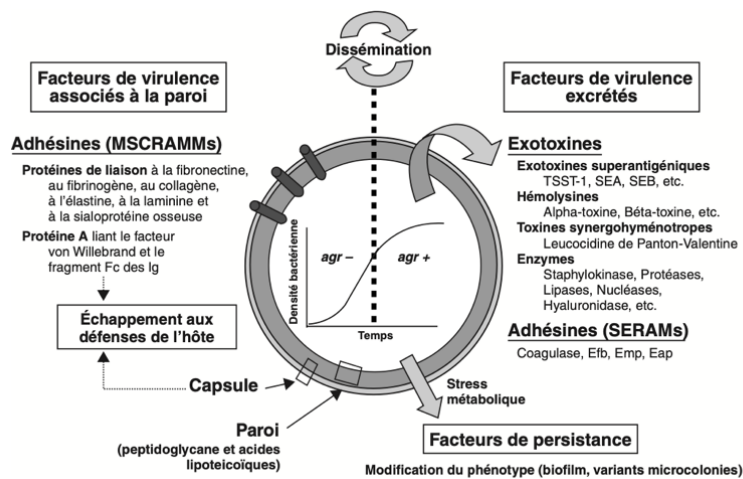 Dissémination
Facteurs de virulence
associés à la paroi
Adhésines (MSCRAMMs)
Protéines de liaison à la fibronectine,
au fibrinogène, au collagène,
à l'élastine, à la laminine et
à la sialoprotéine osseuse
Protéine A liant le facteur
von Willebrand et le
fragment Fc des Ig
Échappement aux
défenses de l'hôte
Capsule
Paroi
(peptidoglycane et acides
lipoteicoïques)
Densité bactérienne
agr –
agr +
Temps
Facteurs de virulence
excrétés
Exotoxines
Exotoxines superantigéniques
TSST-1, SEA, SEB, etc.
Hémolysines
Alpha-toxine, Béta-toxine, etc.
Toxines synergohyménotropes
Leucocidine de Panton-Valentine
Enzymes
Staphylokinase, Protéases,
Lipases, Nucléases,
Hyaluronidase, etc.
Adhésines (SERAMs)
Coagulase, Efb, Emp, Eap
Stress
métabolique
Facteurs de persistance
Modification du phénotype (biofilm, variants microcolonies)